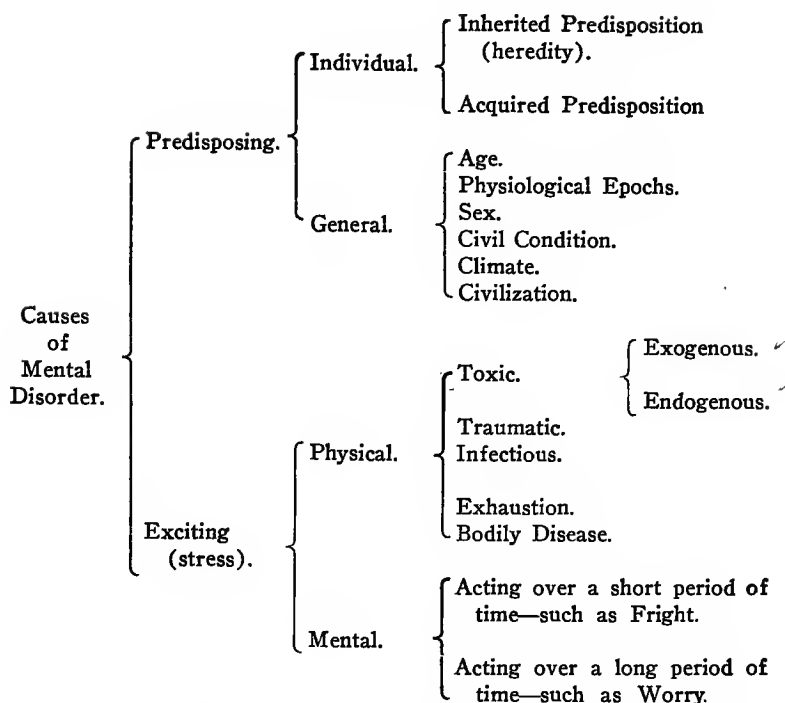 Causes
of
Mental
Disorder.
Predisposing.
Individual.
Inherited Predisposition
(heredity).
Acquired Predisposition
General.
Age.
Physiological Epochs.
Sex.
Civil Condition.
Climate.
Civilization.
Exciting
(stress).
Physical.
Toxic.
Exogenous.
Endogenous.
Traumatic.
Infectious.
Exhaustion.
Bodily Disease.
Mental.
Acting over a short period of
time—such as Fright.
Acting over a long period of
time—such as Worry.